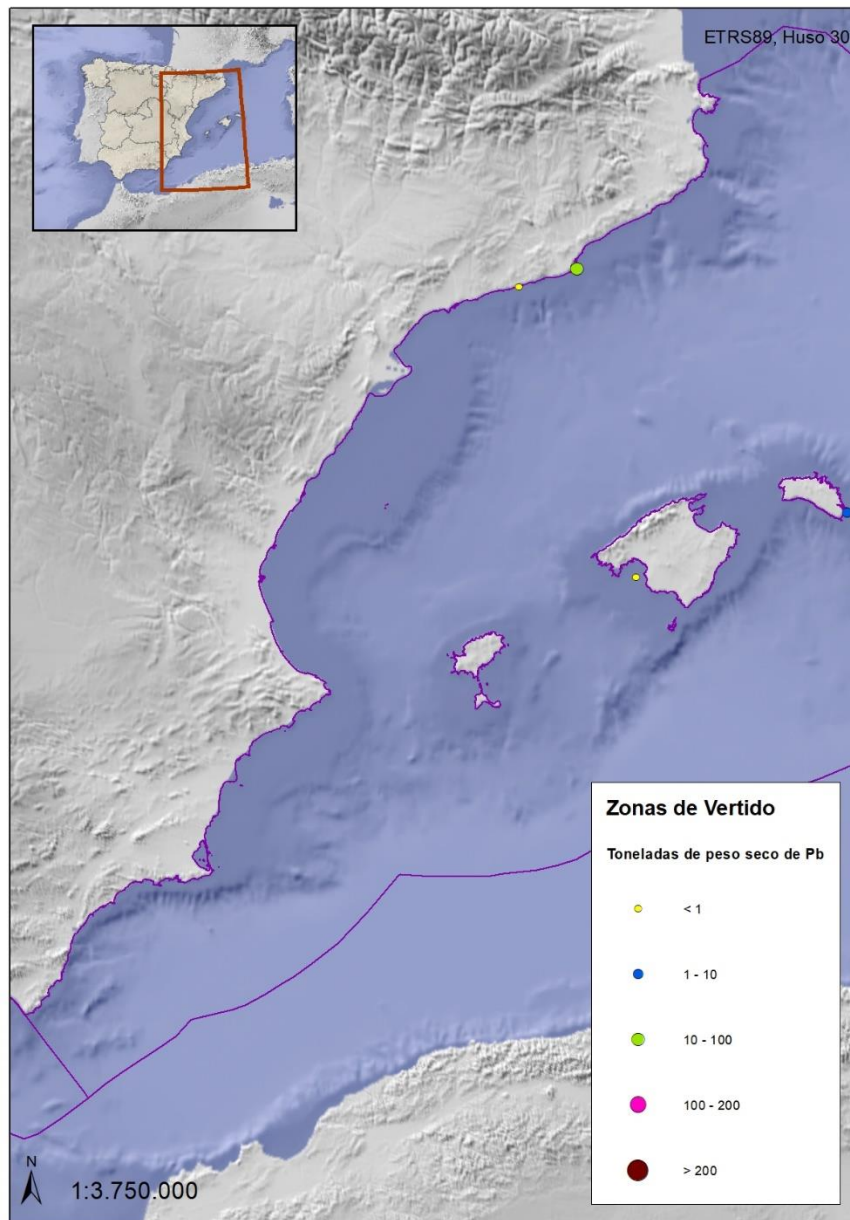 ETRS89, Huso 30
Zonas de Vertido
Toneladas de peso seco de Pb
< 1
1 - 10
10 - 100
100 - 200
> 200
N
1:3.750.000